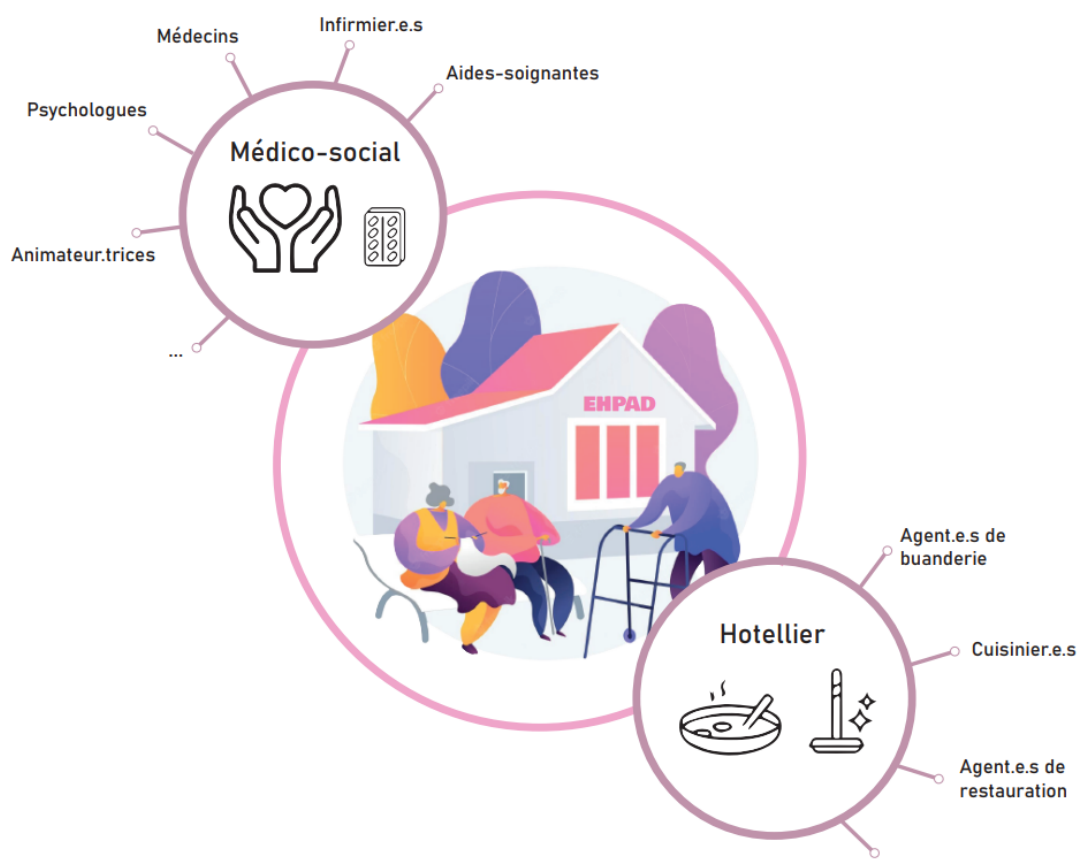 Infirmier.e.s
Médecins
Aides-soignantes
Psychologues
Médico-social
Animateur.trices
...
EHPAD
Agent.e.s de
buanderie
Hotellier
Cuisinier.e.s
Agent.e.s de
restauration